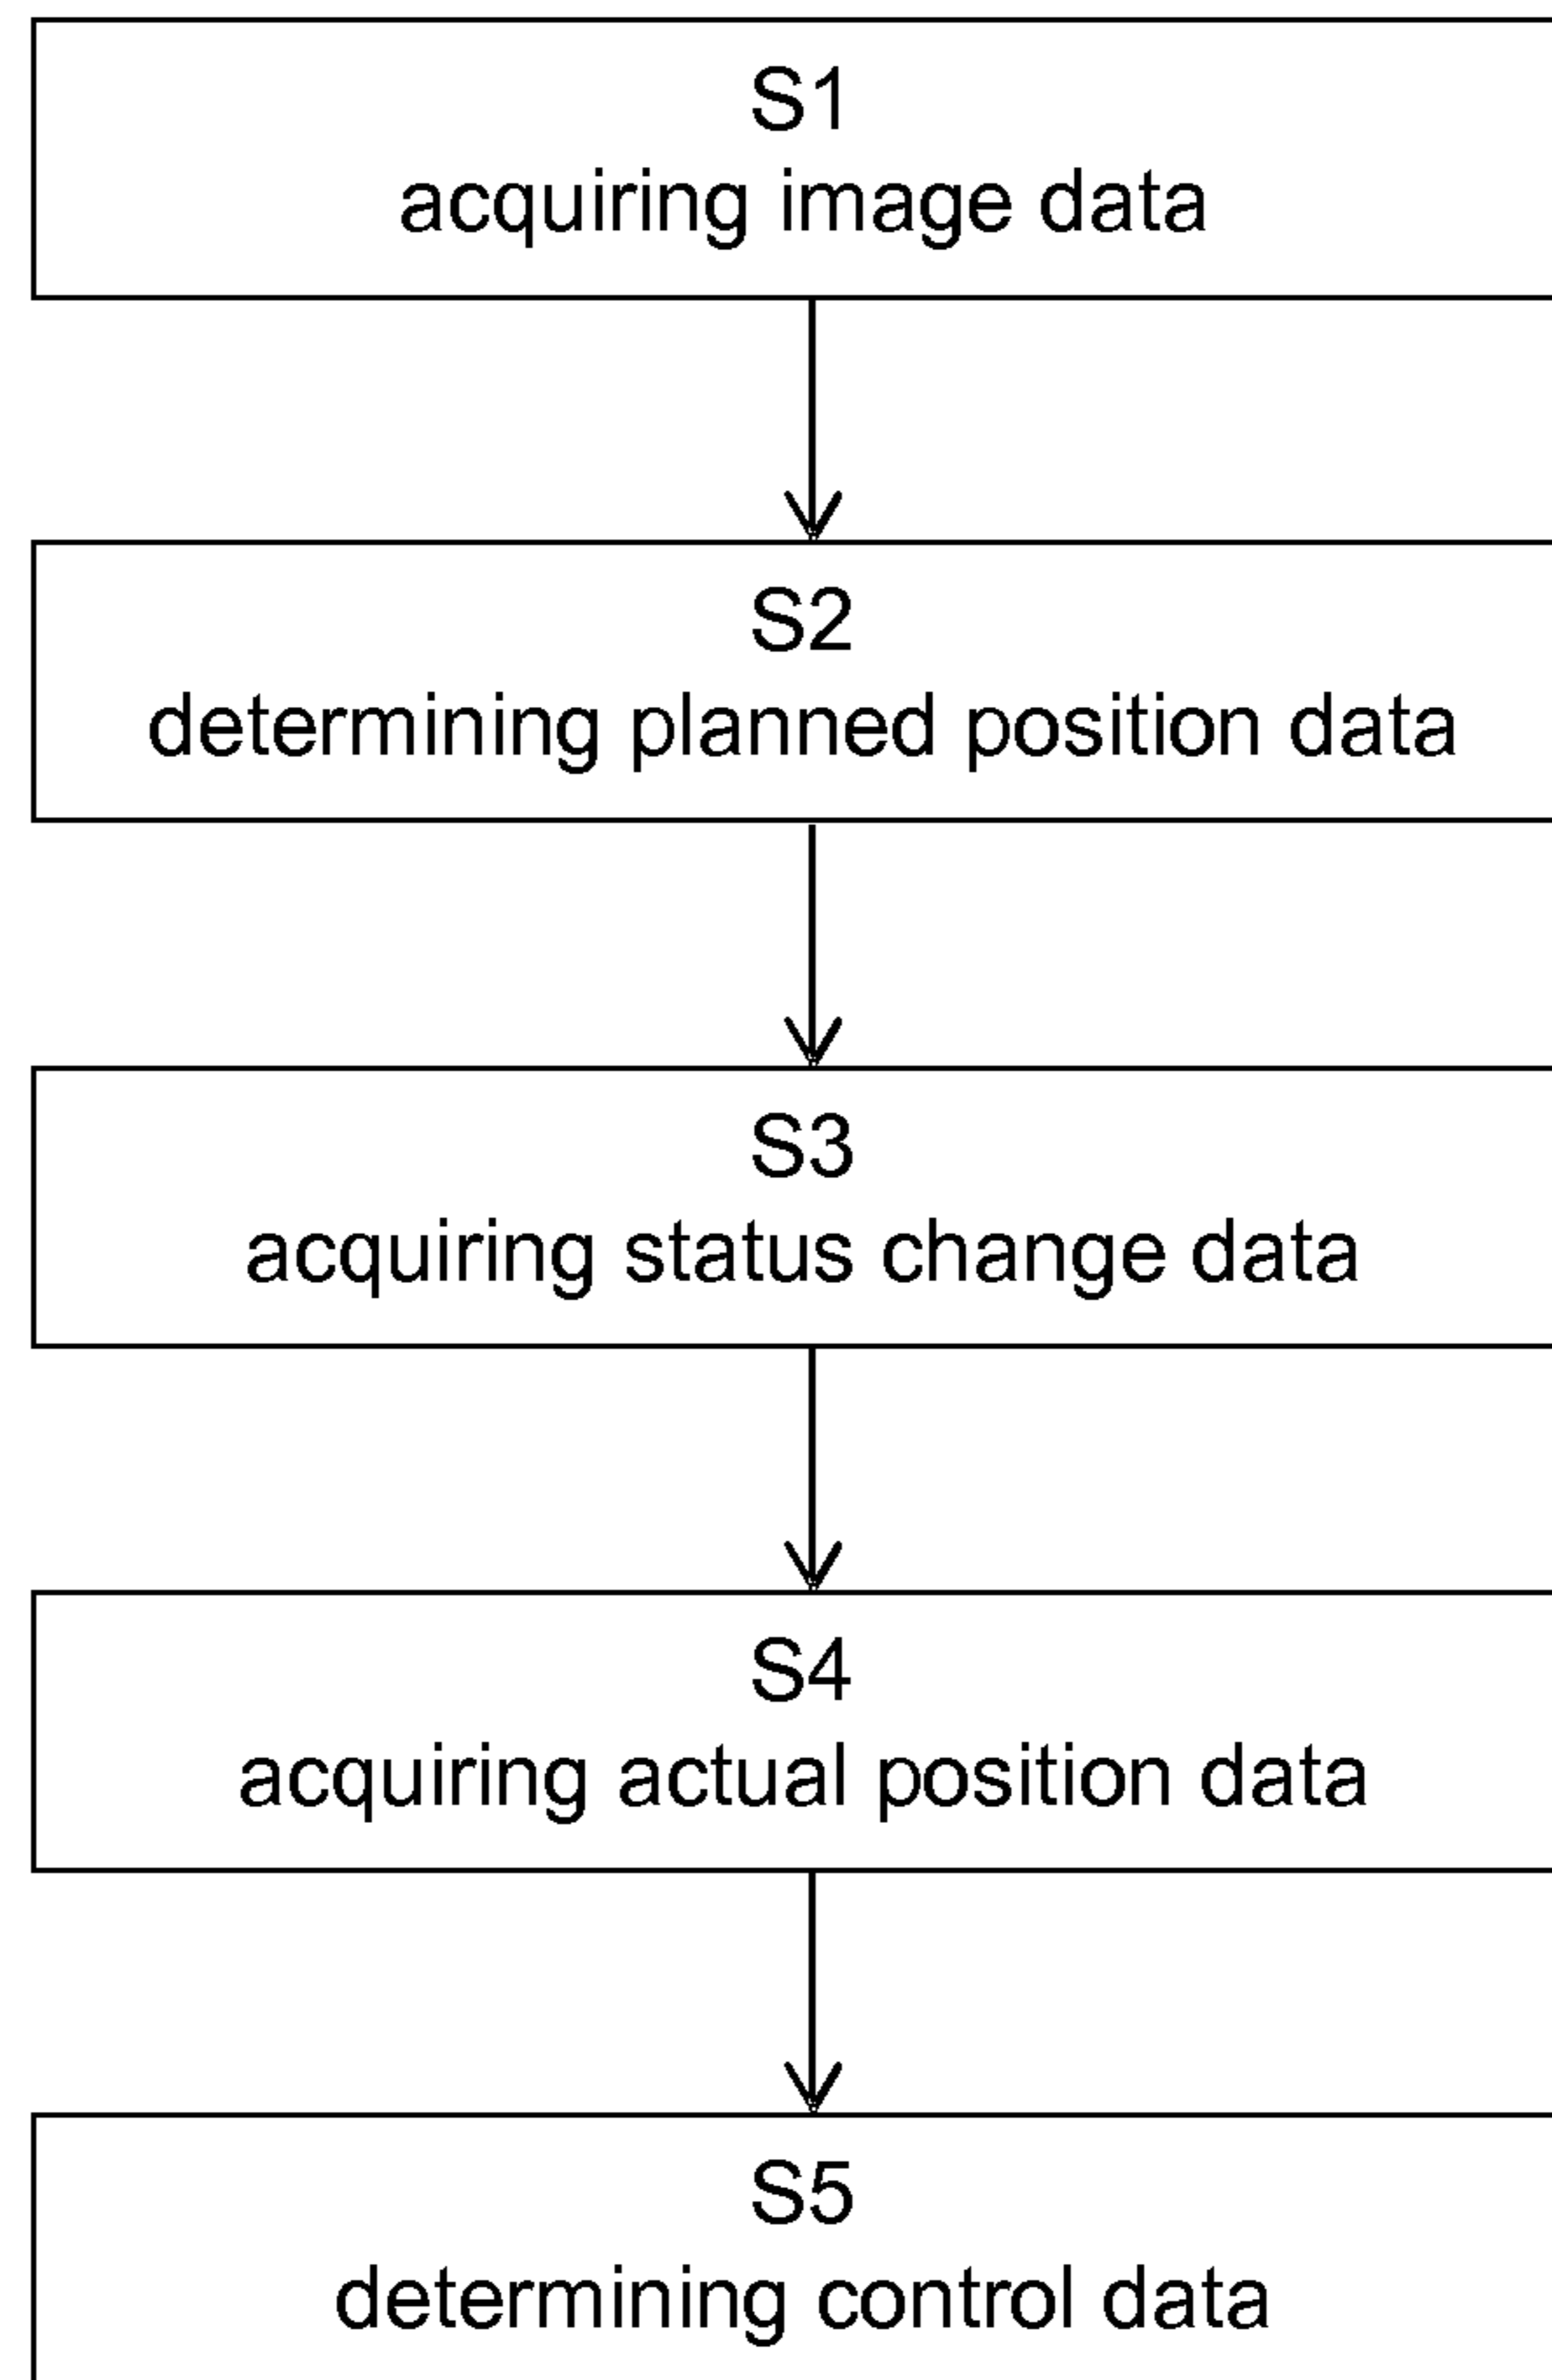 S1
acquiring image data
S2
determining planned position data
S3
acquiring status change data
S4
acquiring actual position data
S5
determining control data